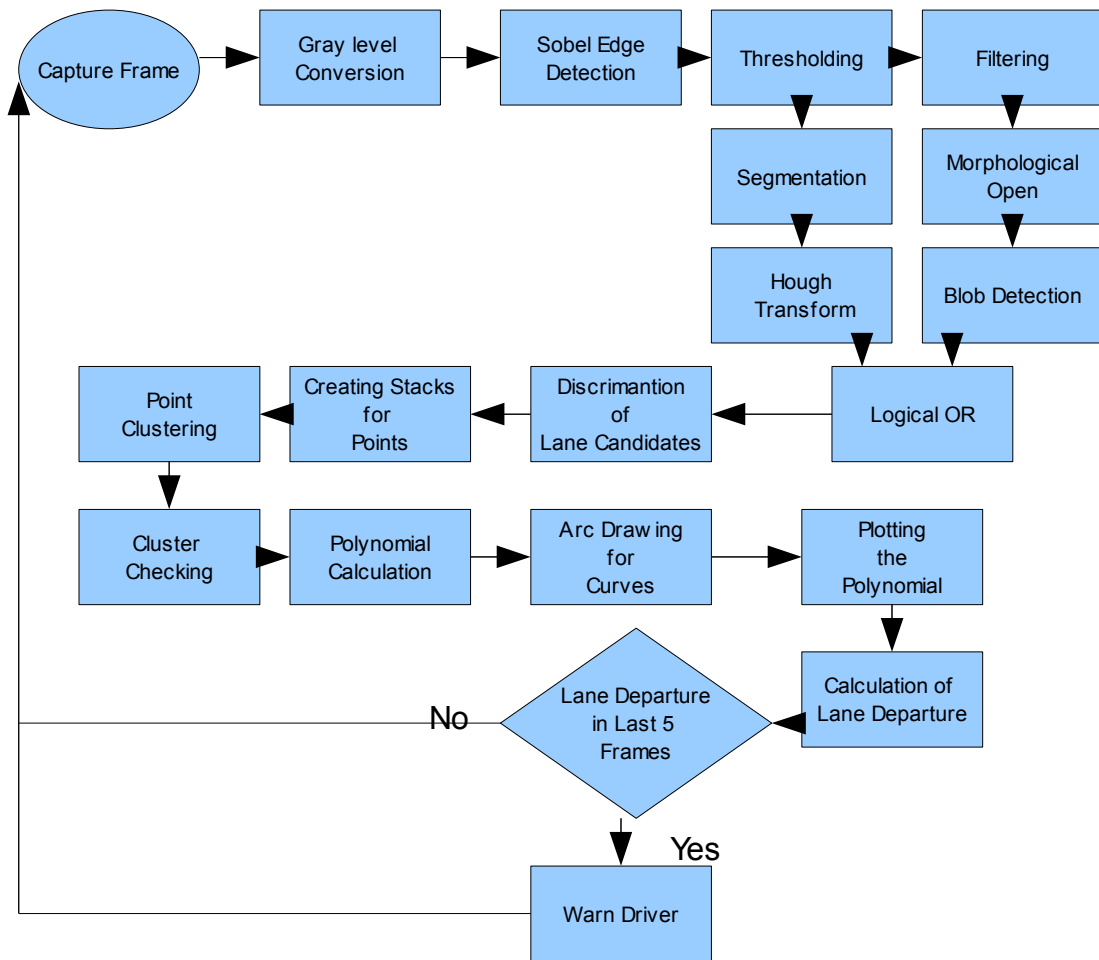 Capture Frame
Gray level
Conversion
Sobel Edge
Detection
Thresholding
Filtering
Segmentation
Morphological
Open
Hough
Transform
Blob Detection
Point
Clustering
Creating Stacks
for
Points
Discrimantion
of
Lane Candidates
Logical OR
Cluster
Checking
Polynomial
Calculation
Arc Drawing
for
Curves
Plotting
the
Polynomial
Calculation of
Lane Departure
Lane Departure
in Last 5
Frames
No
Yes
Warn Driver